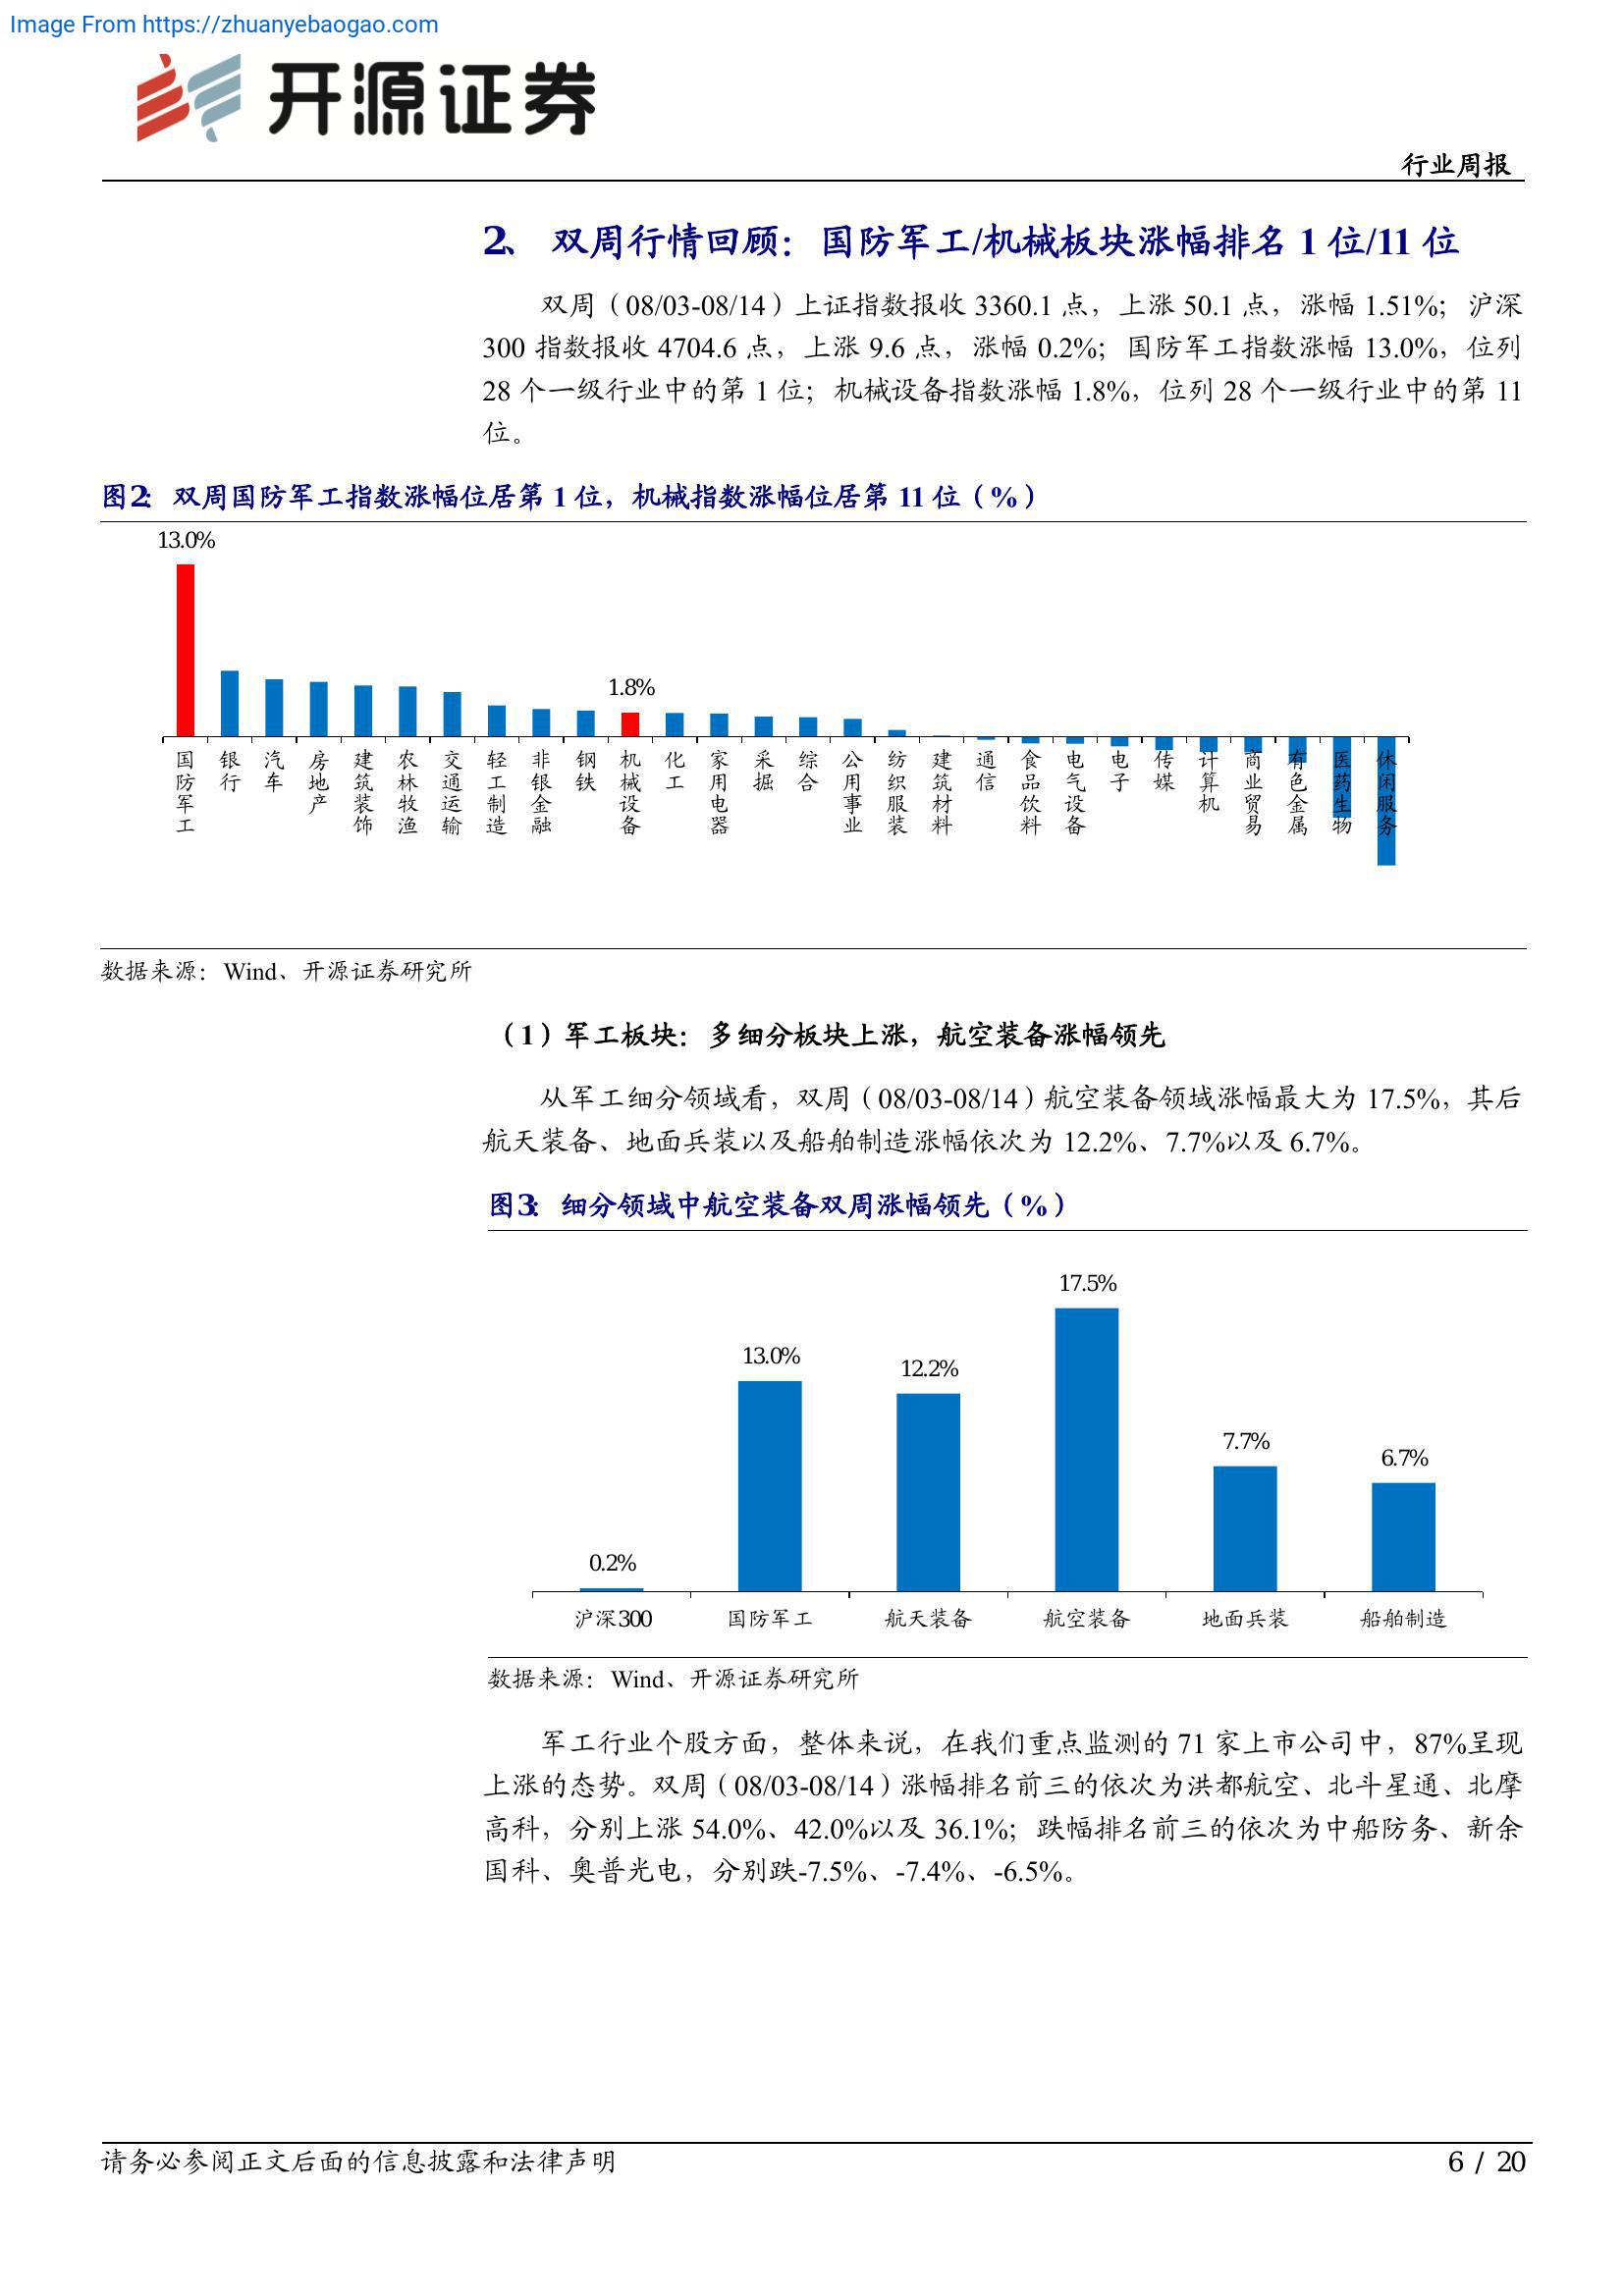 Image From https://zhuanyebaogao.com
开源证券
行业周报
2、 双周行情回顾：国防军工/机械板块涨幅排名 1 位/11 位
双周（08/03-08/14）上证指数报收 3360.1 点，上涨 50.1 点，涨幅 1.51%；沪深
300 指数报收 4704.6 点，上涨 9.6 点，涨幅 0.2%；国防军工指数涨幅 13.0%，位列
28 个一级行业中的第 1 位；机械设备指数涨幅 1.8%，位列 28 个一级行业中的第 11
位。
图2： 双周国防军工指数涨幅位居第 1 位，机械指数涨幅位居第 11 位（%）
13.0%
1.8%
国防军工
银行
汽车
房地产
建筑装饰
农林牧渔
交通运输
轻工制造
非银金融
钢铁
机械设备
化工
家用电器
采掘
综合
公用事业
纺织服装
建筑材料
通信
食品饮料
电气设备
电子
传媒
计算机
商业贸易
有色金属
医药生物
休闲服务
数据来源：Wind、开源证券研究所
（1）军工板块：多细分板块上涨，航空装备涨幅领先
从军工细分领域看，双周（08/03-08/14）航空装备领域涨幅最大为 17.5%，其后
航天装备、地面兵装以及船舶制造涨幅依次为 12.2%、7.7%以及 6.7%。
图3： 细分领域中航空装备双周涨幅领先（%）
0.2%
13.0%
12.2%
17.5%
7.7%
6.7%
沪深300
国防军工
航天装备
航空装备
地面兵装
船舶制造
数据来源：Wind、开源证券研究所
军工行业个股方面，整体来说，在我们重点监测的 71 家上市公司中，87%呈现
上涨的态势。双周（08/03-08/14）涨幅排名前三的依次为洪都航空、北斗星通、北摩
高科，分别上涨 54.0%、42.0%以及 36.1%；跌幅排名前三的依次为中船防务、新余
国科、奥普光电，分别跌-7.5%、-7.4%、-6.5%。
请务必参阅正文后面的信息披露和法律声明
6 / 20